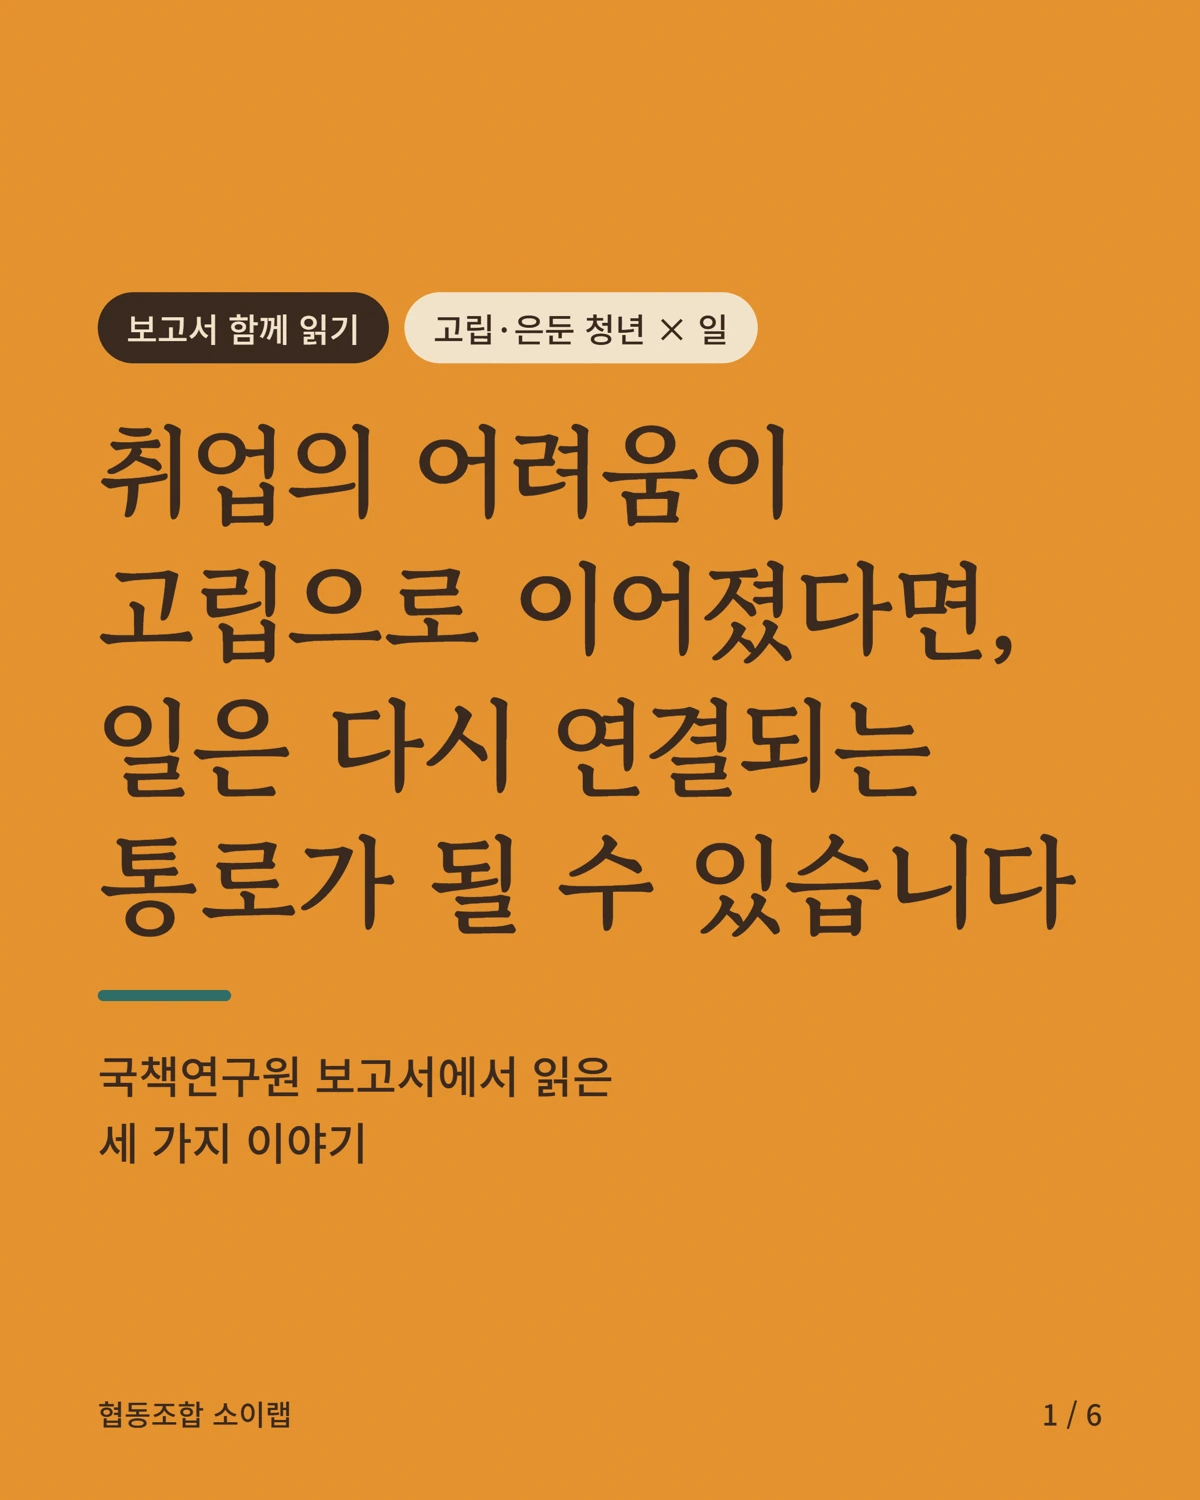 보고서 함께 읽기
고립·은둔 청년 × 일
취업의 어려움이
고립으로 이어졌다면,
일은 다시 연결되는
통로가 될 수 있습니다
국책연구원 보고서에서 읽은
세 가지 이야기
협동조합 소이랩
1 / 6